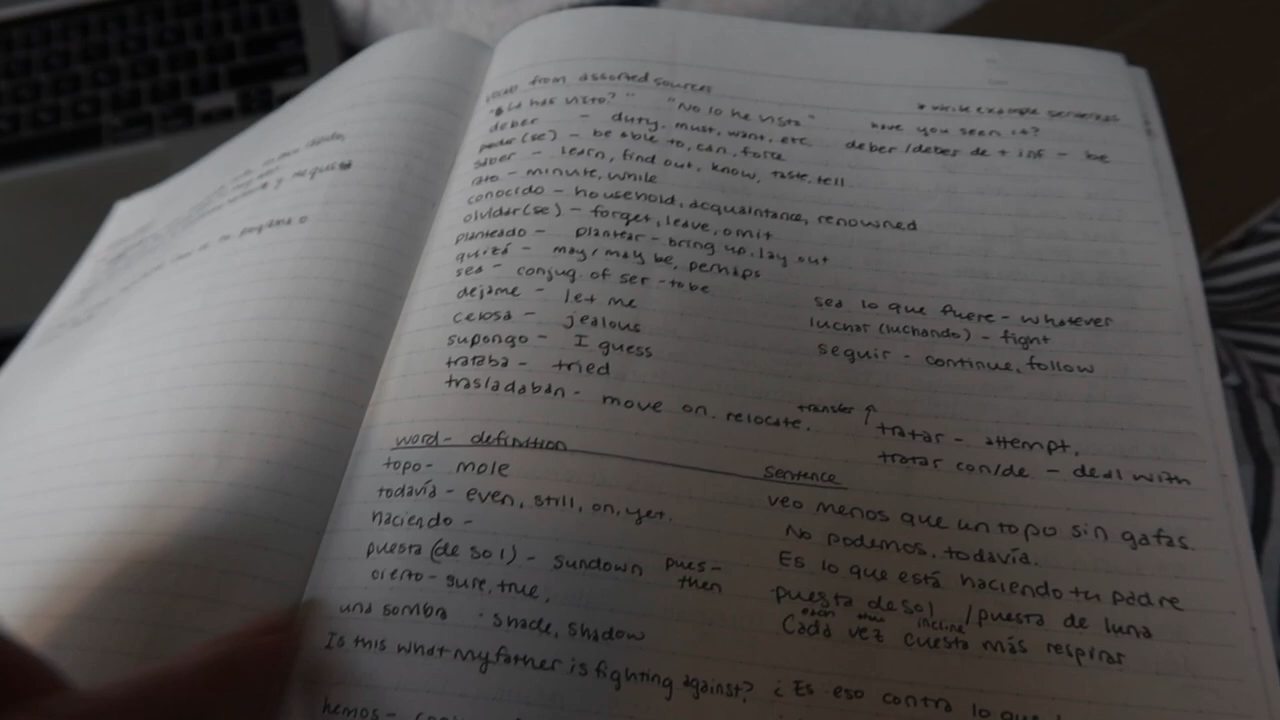 vocab from assorted sources
* write example sentences
"¿Lo has visto?" "No lo he visto" have you seen it?
deber - duty, must, want, etc. deber/deber de + inf - be
poder(se) - be able to, can, force
saber - learn, find out, know, taste, tell
rato - minute, while
conocido - household, acquaintance, renowned
olvidar(se) - forget, leave, omit
planteado - plantear - bring up, lay out
quizá - may, may be, perhaps
sea - conjug. of ser - to be
dejame - let me sea lo que fuere - whatever
celosa - jealous luchar (luchando) - fight
supongo - I guess seguir - continue, follow
trataba - tried
trasladaban - move on, relocate. transfer ↑
tratar - attempt.
tratar con/de - deal with
word - definition sentence
topo - mole veo menos que un topo sin gafas.
todavía - even, still, on, yet. No podemos, todavía.
haciendo - Es lo que está haciendo tu padre
puesta (de sol) - sundown pues - then puesta de sol / puesta de luna
cierto - sure, true, each incline
una sombra - shade, shadow Cada vez cuesta más respirar
Is this what my father is fighting against? ¿Es eso contra lo que
hemos -